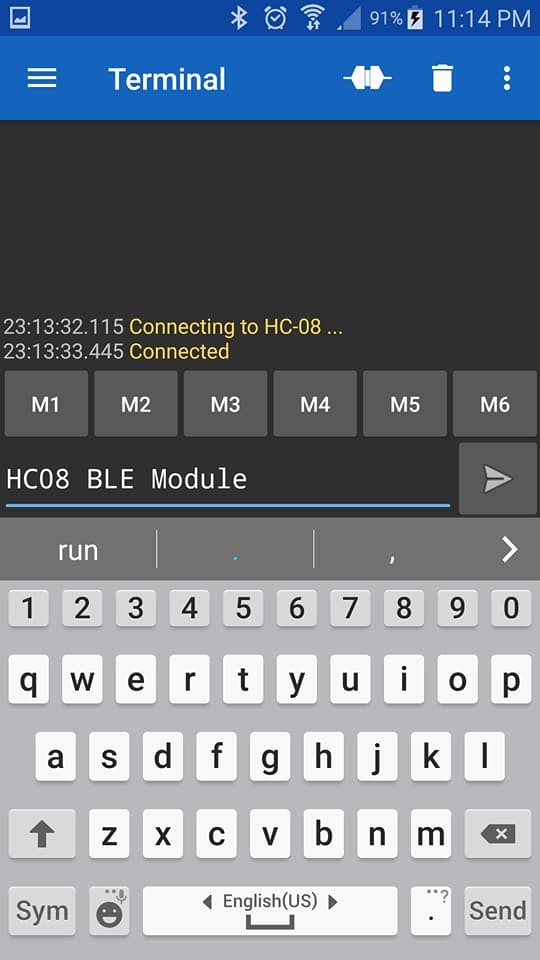 91% 11:14 PM
Terminal
23:13:32.115 Connecting to HC-08 ...
23:13:33.445 Connected
M1 M2 M3 M4 M5 M6
HC08 BLE Module
run . ,
1 2 3 4 5 6 7 8 9 0
q w e r t y u i o p
a s d f g h j k l
z x c v b n m
Sym English(US) . ...? Send